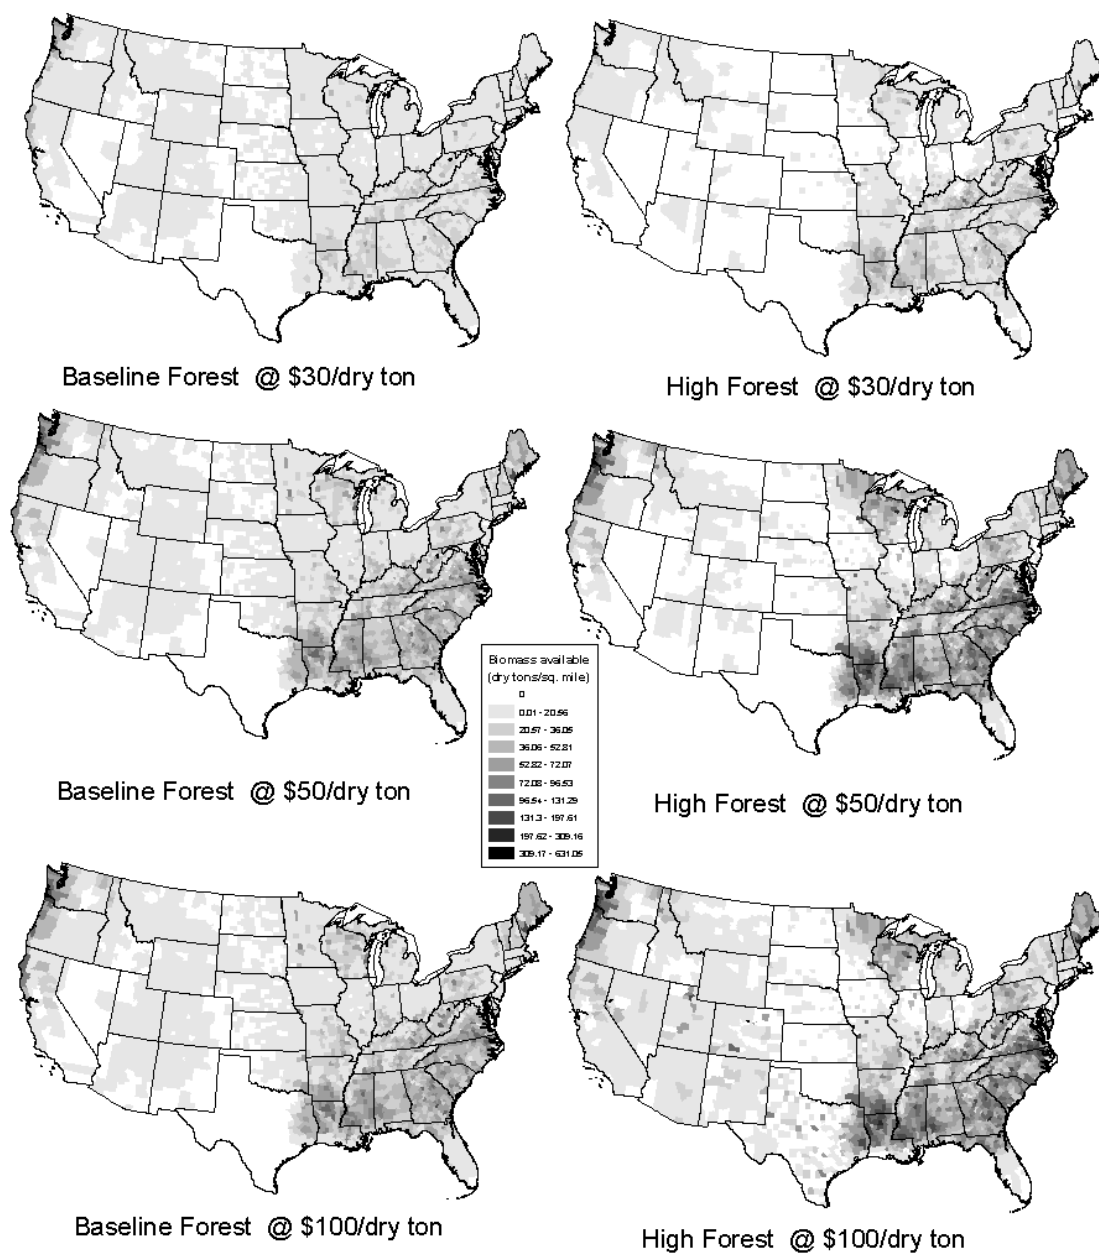 Baseline Forest @ $30/dry ton
High Forest @ $30/dry ton
Biomass available
(dry tons/sq. mile)
0
0.01 - 20.56
20.57 - 36.05
36.06 - 52.81
52.82 - 72.07
72.08 - 96.53
96.54 - 131.29
131.3 - 197.61
197.62 - 309.16
309.17 - 631.05
Baseline Forest @ $50/dry ton
High Forest @ $50/dry ton
Baseline Forest @ $100/dry ton
High Forest @ $100/dry ton